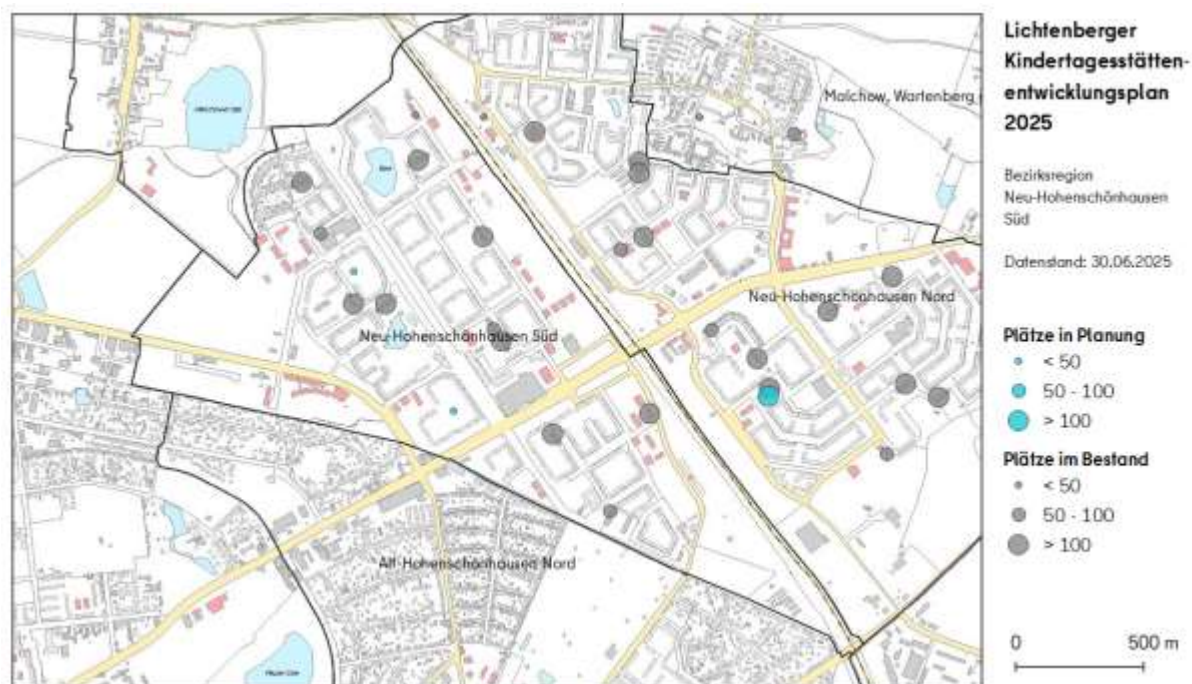 Lichtenberger
Kindertagesstätten-
entwicklungsplan
2025
Bezirksregion
Neu-Hohenschönhausen
Süd
Datenstand: 30.06.2025
Plätze in Planung
< 50
50 - 100
> 100
Plätze im Bestand
< 50
50 - 100
> 100
0 500 m
Malchow, Wartenberg
Neu-Hohenschönhausen Nord
Neu-Hohenschönhausen Süd
Alt-Hohenschönhausen Nord